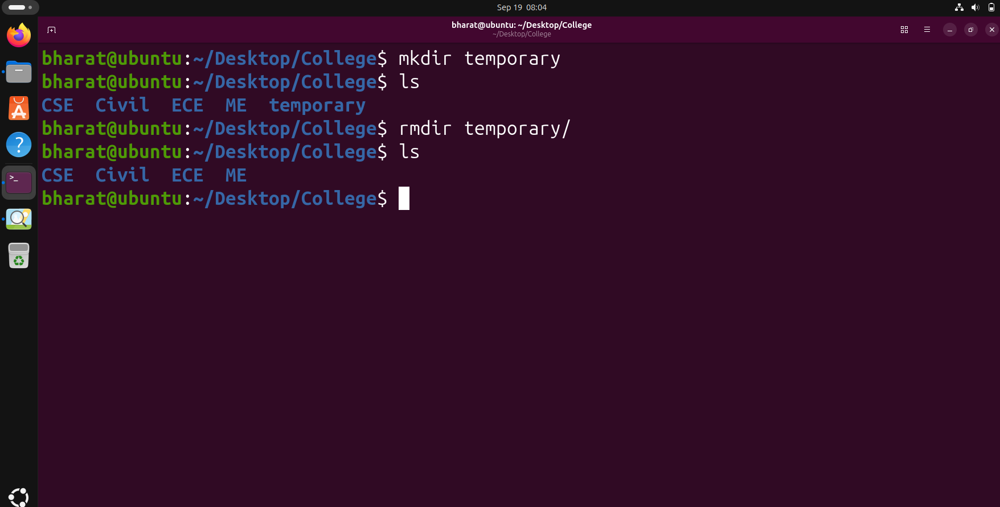 Sep 19 08:04
bharat@ubuntu: ~/Desktop/College
~/Desktop/College
bharat@ubuntu:~/Desktop/College$ mkdir temporary
bharat@ubuntu:~/Desktop/College$ ls
CSE  Civil  ECE  ME  temporary
bharat@ubuntu:~/Desktop/College$ rmdir temporary/
bharat@ubuntu:~/Desktop/College$ ls
CSE  Civil  ECE  ME
bharat@ubuntu:~/Desktop/College$